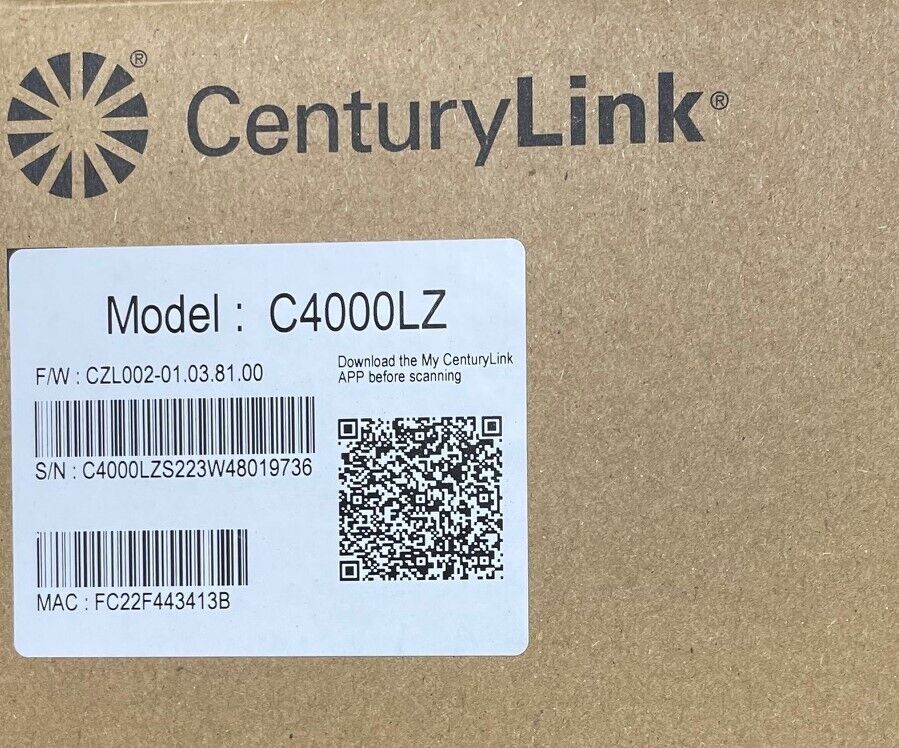 CenturyLink®
Model : C4000LZ
F/W : CZL002-01.03.81.00
Download the My CenturyLink
APP before scanning
S/N : C4000LZS223W48019736
MAC : FC22F443413B